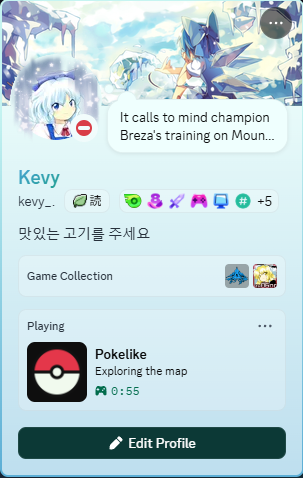 It calls to mind champion
Breza's training on Moun...
Kevy
kevy_. 読 +5
맛있는 고기를 주세요
Game Collection
Playing
Pokelike
Exploring the map
0:55
Edit Profile